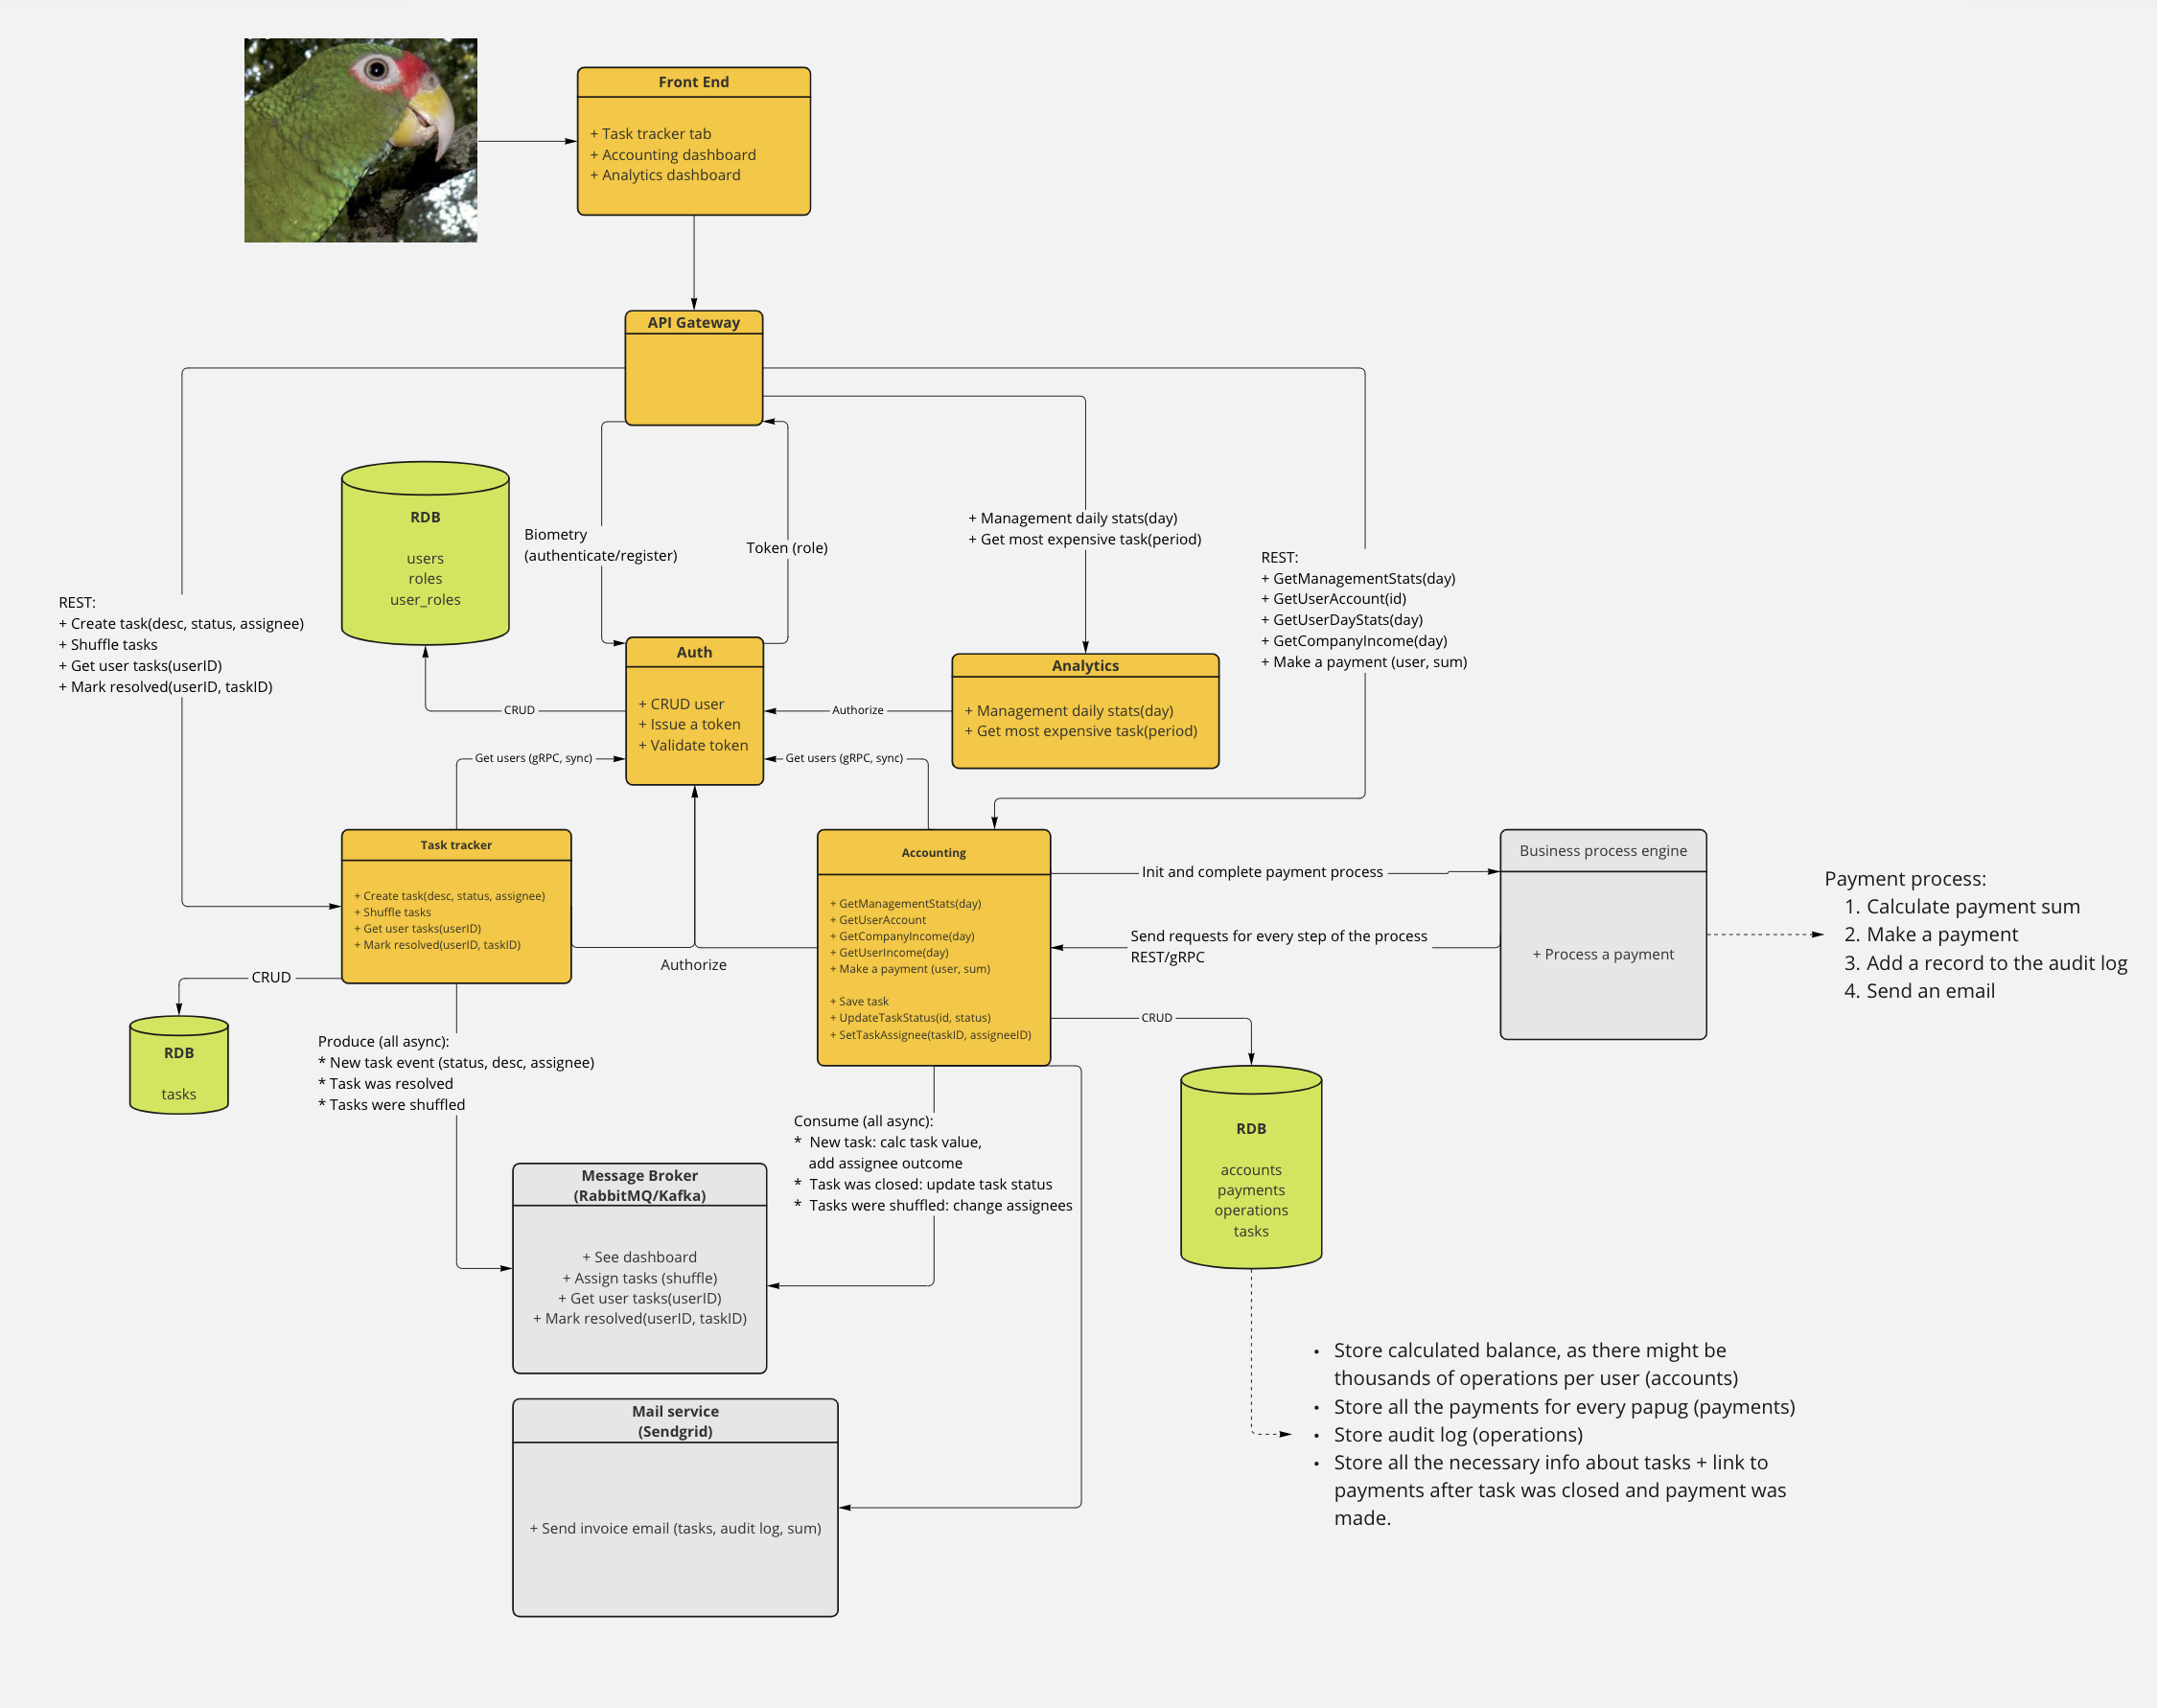 Front End
+ Task tracker tab
+ Accounting dashboard
+ Analytics dashboard
API Gateway
RDB
users
roles
user_roles
Biometry
(authenticate/register)
Token (role)
+ Management daily stats(day)
+ Get most expensive task(period)
REST:
+ GetManagementStats(day)
+ GetUserAccount(id)
+ GetUserDayStats(day)
+ GetCompanyIncome(day)
+ Make a payment (user, sum)
REST:
+ Create task(desc, status, assignee)
+ Shuffle tasks
+ Get user tasks(userID)
+ Mark resolved(userID, taskID)
Auth
+ CRUD user
+ Issue a token
+ Validate token
CRUD
Authorize
Analytics
+ Management daily stats(day)
+ Get most expensive task(period)
Get users (gRPC, sync)
Get users (gRPC, sync)
Task tracker
+ Create task(desc, status, assignee)
+ Shuffle tasks
+ Get user tasks(userID)
+ Mark resolved(userID, taskID)
Authorize
Accounting
+ GetManagementStats(day)
+ GetUserAccount
+ GetCompanyIncome(day)
+ GetUserIncome(day)
+ Make a payment (user, sum)
+ Save task
+ UpdateTaskStatus(id, status)
+ SetTaskAssignee(taskID, assigneeID)
Init and complete payment process
Send requests for every step of the process
REST/gRPC
Business process engine
+ Process a payment
Payment process:
1. Calculate payment sum
2. Make a payment
3. Add a record to the audit log
4. Send an email
CRUD
RDB
tasks
CRUD
Produce (all async):
* New task event (status, desc, assignee)
* Task was resolved
* Tasks were shuffled
Consume (all async):
* New task: calc task value,
add assignee outcome
* Task was closed: update task status
* Tasks were shuffled: change assignees
RDB
accounts
payments
operations
tasks
Message Broker
(RabbitMQ/Kafka)
+ See dashboard
+ Assign tasks (shuffle)
+ Get user tasks(userID)
+ Mark resolved(userID, taskID)
• Store calculated balance, as there might be
thousands of operations per user (accounts)
• Store all the payments for every papug (payments)
• Store audit log (operations)
• Store all the necessary info about tasks + link to
payments after task was closed and payment was
made.
Mail service
(Sendgrid)
+ Send invoice email (tasks, audit log, sum)